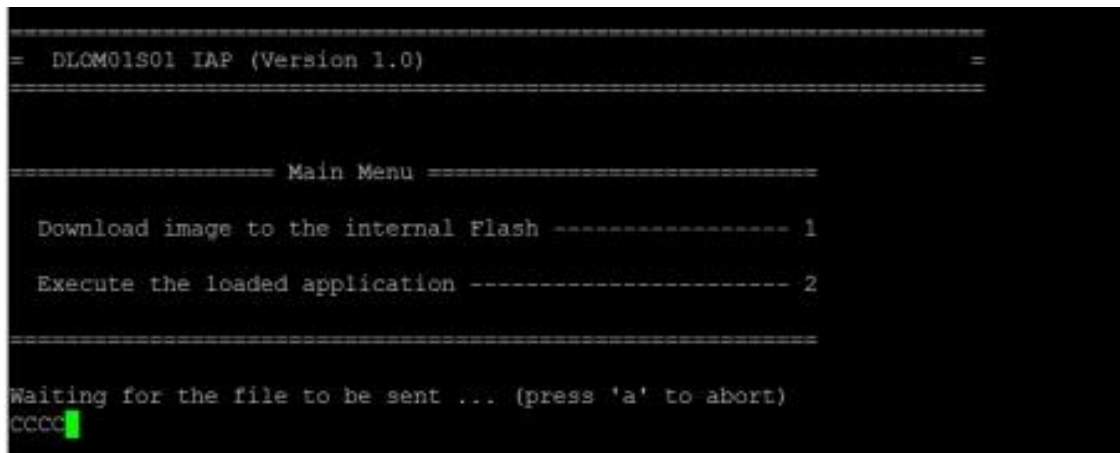 ======================================================================
=  DLOM01S01 IAP (Version 1.0)                                       =
======================================================================
=================== Main Menu ============================
Download image to the internal Flash ----------------- 1
Execute the loaded application ----------------------- 2
==========================================================
Waiting for the file to be sent ... (press 'a' to abort)
CCCC